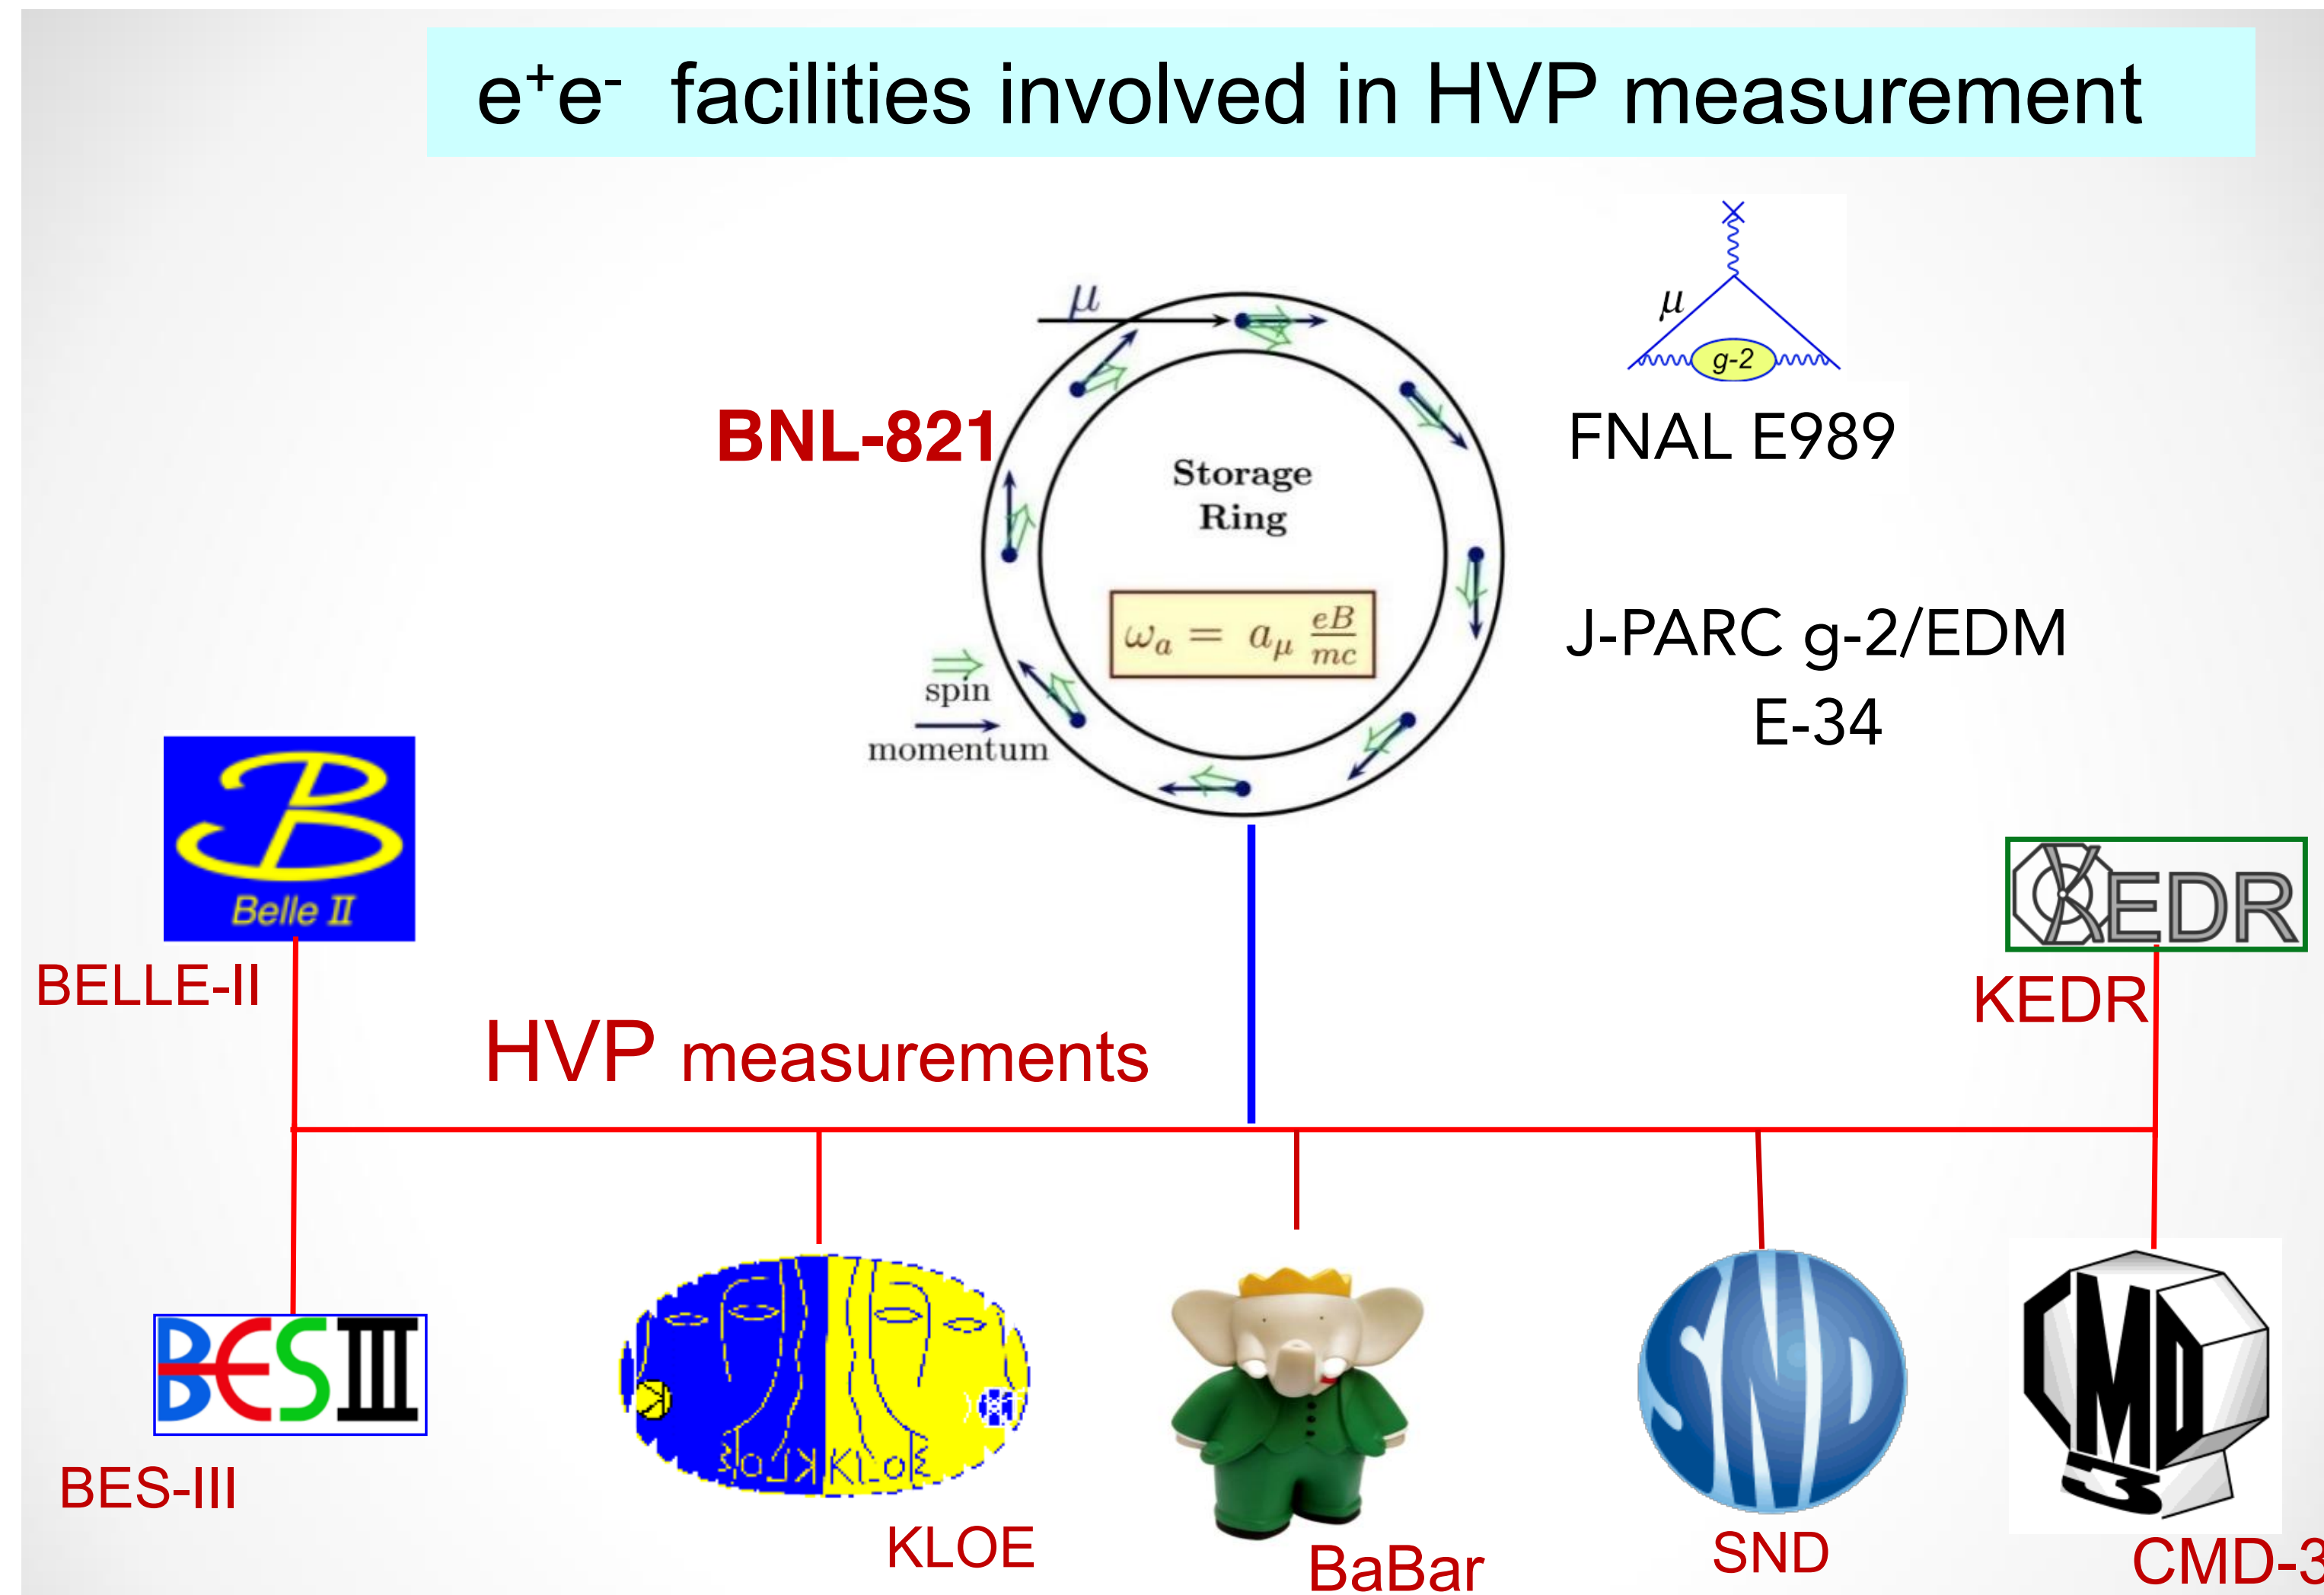 e⁺e⁻ facilities involved in HVP measurement
μ
μ
g-2
BNL-821
FNAL E989
Storage
Ring
ωₐ = a_μ eB/mc
J-PARC g-2/EDM
E-34
spin
momentum
Belle II
KEDR
BELLE-II
KEDR
HVP measurements
BESIII
KLOE KLOE
SND
CMD
3
BES-III
KLOE
BaBar
SND
CMD-3